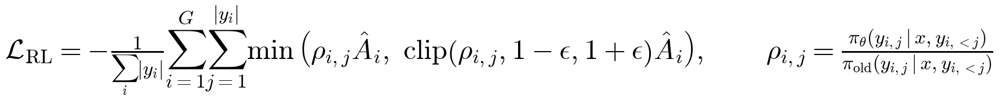 $\mathcal{L}_{\mathrm{RL}} = -\frac{1}{\sum_i |y_i|} \sum_{i=1}^{G} \sum_{j=1}^{|y_i|} \min\left(\rho_{i,j}\hat{A}_i,\ \mathrm{clip}(\rho_{i,j}, 1-\epsilon, 1+\epsilon)\hat{A}_i\right), \qquad \rho_{i,j} = \frac{\pi_\theta(y_{i,j} \mid x, y_{i,<j})}{\pi_{\mathrm{old}}(y_{i,j} \mid x, y_{i,<j})}$